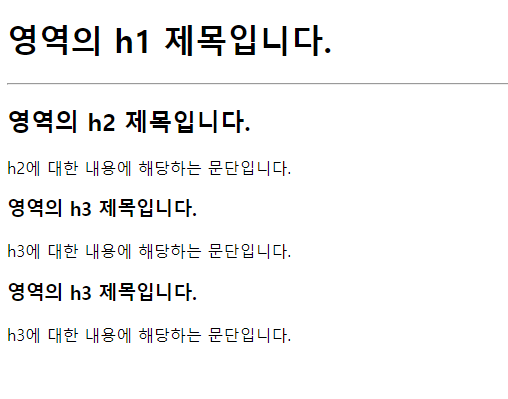 영역의 h1 제목입니다.
영역의 h2 제목입니다.
h2에 대한 내용에 해당하는 문단입니다.
영역의 h3 제목입니다.
h3에 대한 내용에 해당하는 문단입니다.
영역의 h3 제목입니다.
h3에 대한 내용에 해당하는 문단입니다.